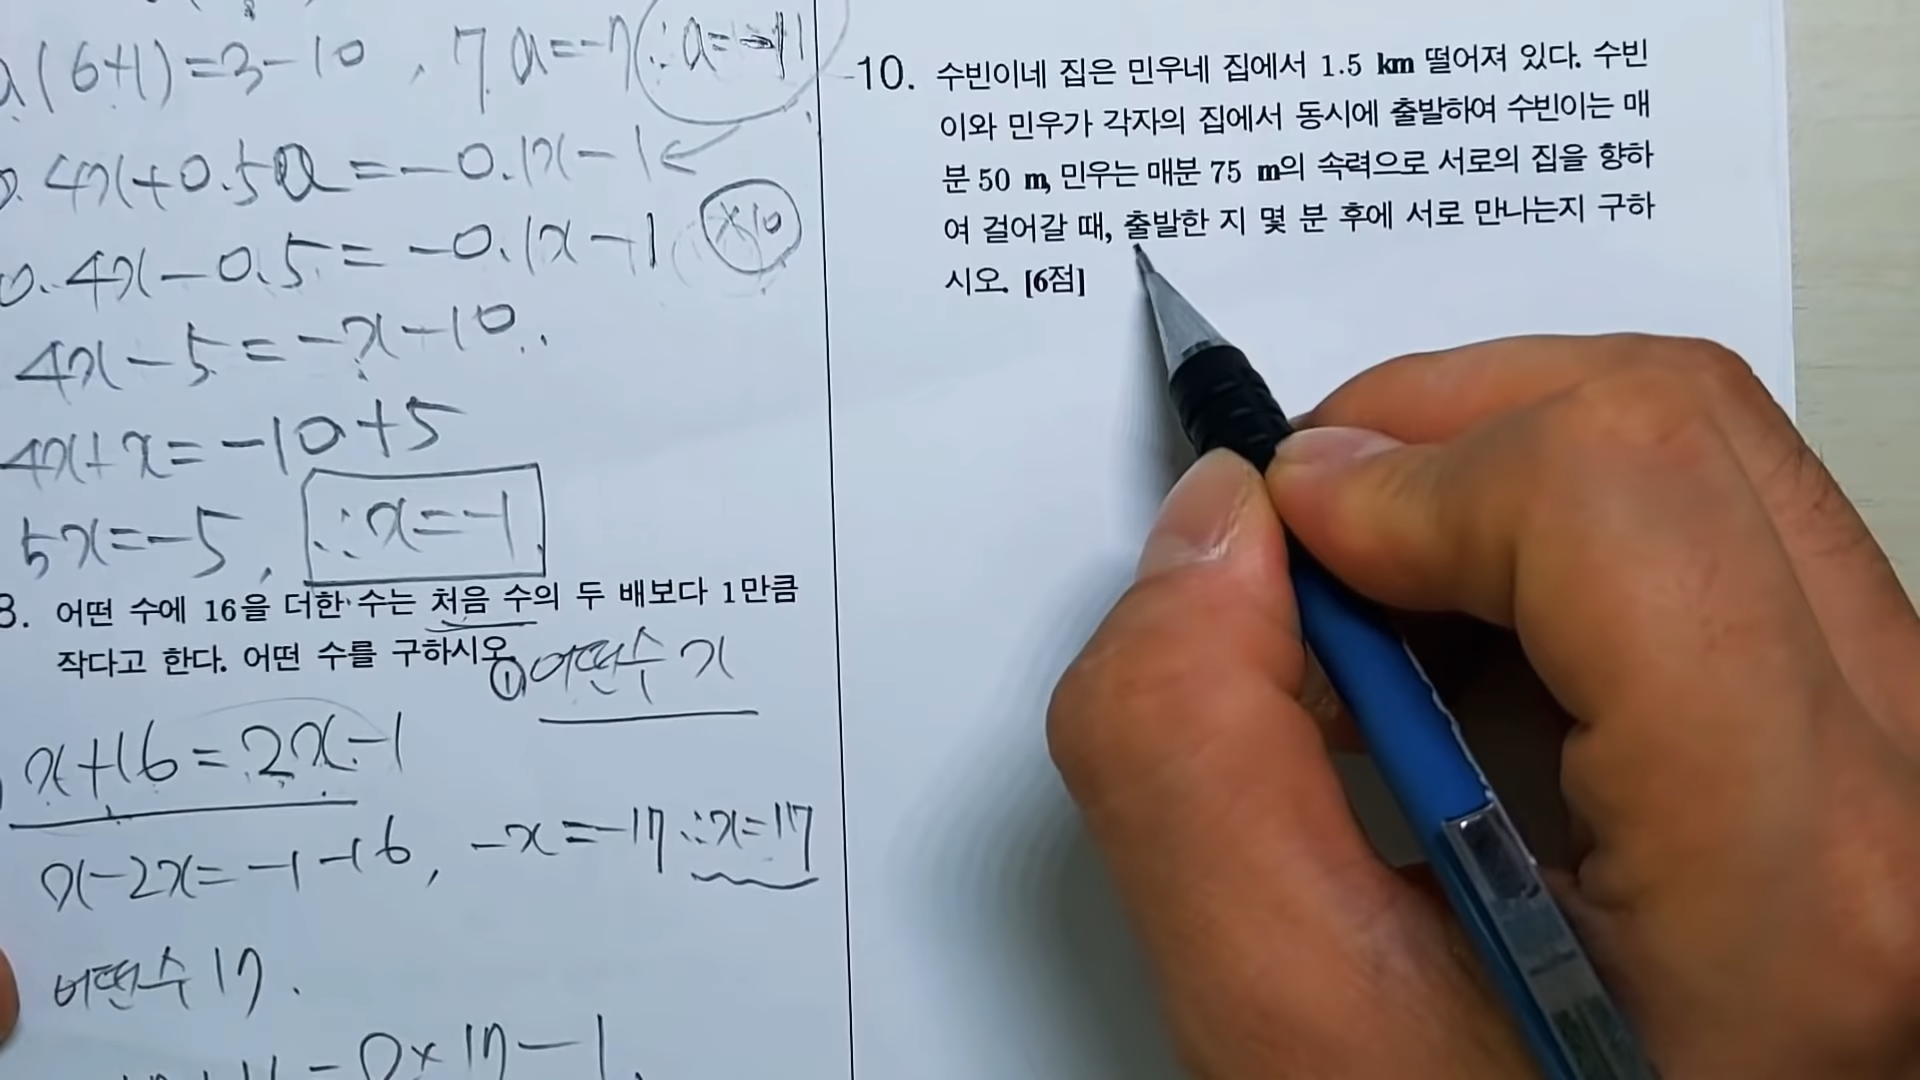 a(6+1)=3-10 , 7a=-7 ∴a=-1
0.4x+0.5a=-0.1x-1
0.4x-0.5=-0.1x-1 ×10
4x-5=-x-10.
4x+x=-10+5
5x=-5, ∴x=-1
8. 어떤 수에 16을 더한 수는 처음 수의 두 배보다 1만큼
작다고 한다. 어떤 수를 구하시오.
① 어떤수 x
x+16=2x-1
x-2x=-1-16, -x=-17 ∴x=17
어떤수 17.
10. 수빈이네 집은 민우네 집에서 1.5 km 떨어져 있다. 수빈
이와 민우가 각자의 집에서 동시에 출발하여 수빈이는 매
분 50 m, 민우는 매분 75 m의 속력으로 서로의 집을 향하
여 걸어갈 때, 출발한 지 몇 분 후에 서로 만나는지 구하
시오. [6점]